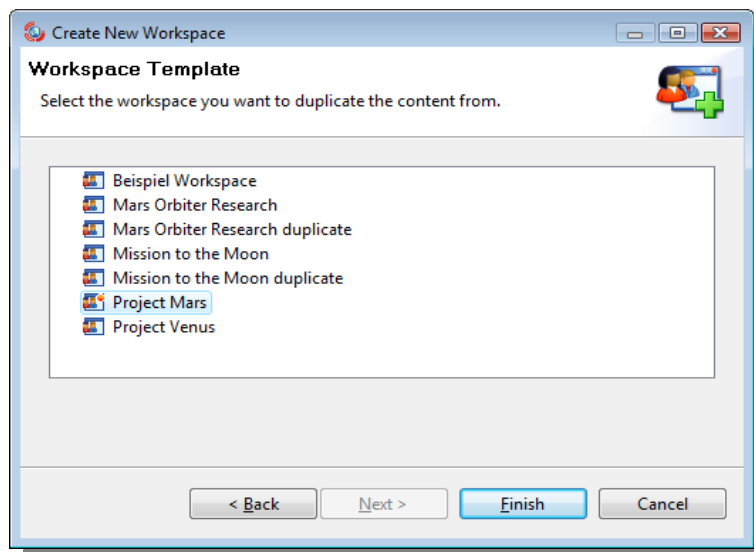 Create New Workspace
Workspace Template
Select the workspace you want to duplicate the content from.
Beispiel Workspace
Mars Orbiter Research
Mars Orbiter Research duplicate
Mission to the Moon
Mission to the Moon duplicate
Project Mars
Project Venus
< Back Next > Finish Cancel